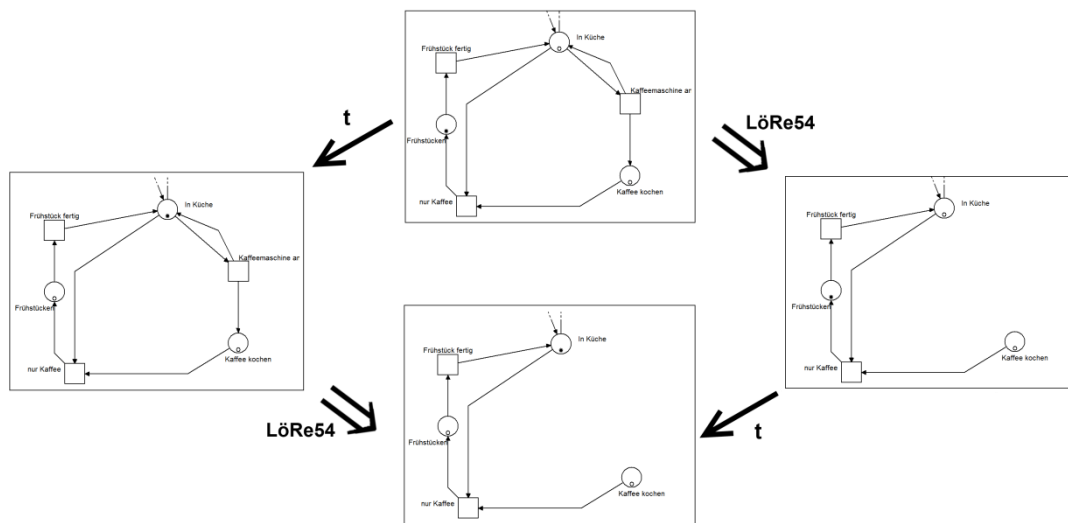 In Küche
Frühstück fertig
Kaffeemaschine ar
Frühstücken
Kaffee kochen
nur Kaffee
t
LöRe54
In Küche
Frühstück fertig
Kaffeemaschine ar
Frühstücken
Kaffee kochen
nur Kaffee
In Küche
Frühstück fertig
Frühstücken
Kaffee kochen
nur Kaffee
In Küche
Frühstück fertig
Frühstücken
Kaffee kochen
nur Kaffee
LöRe54
t